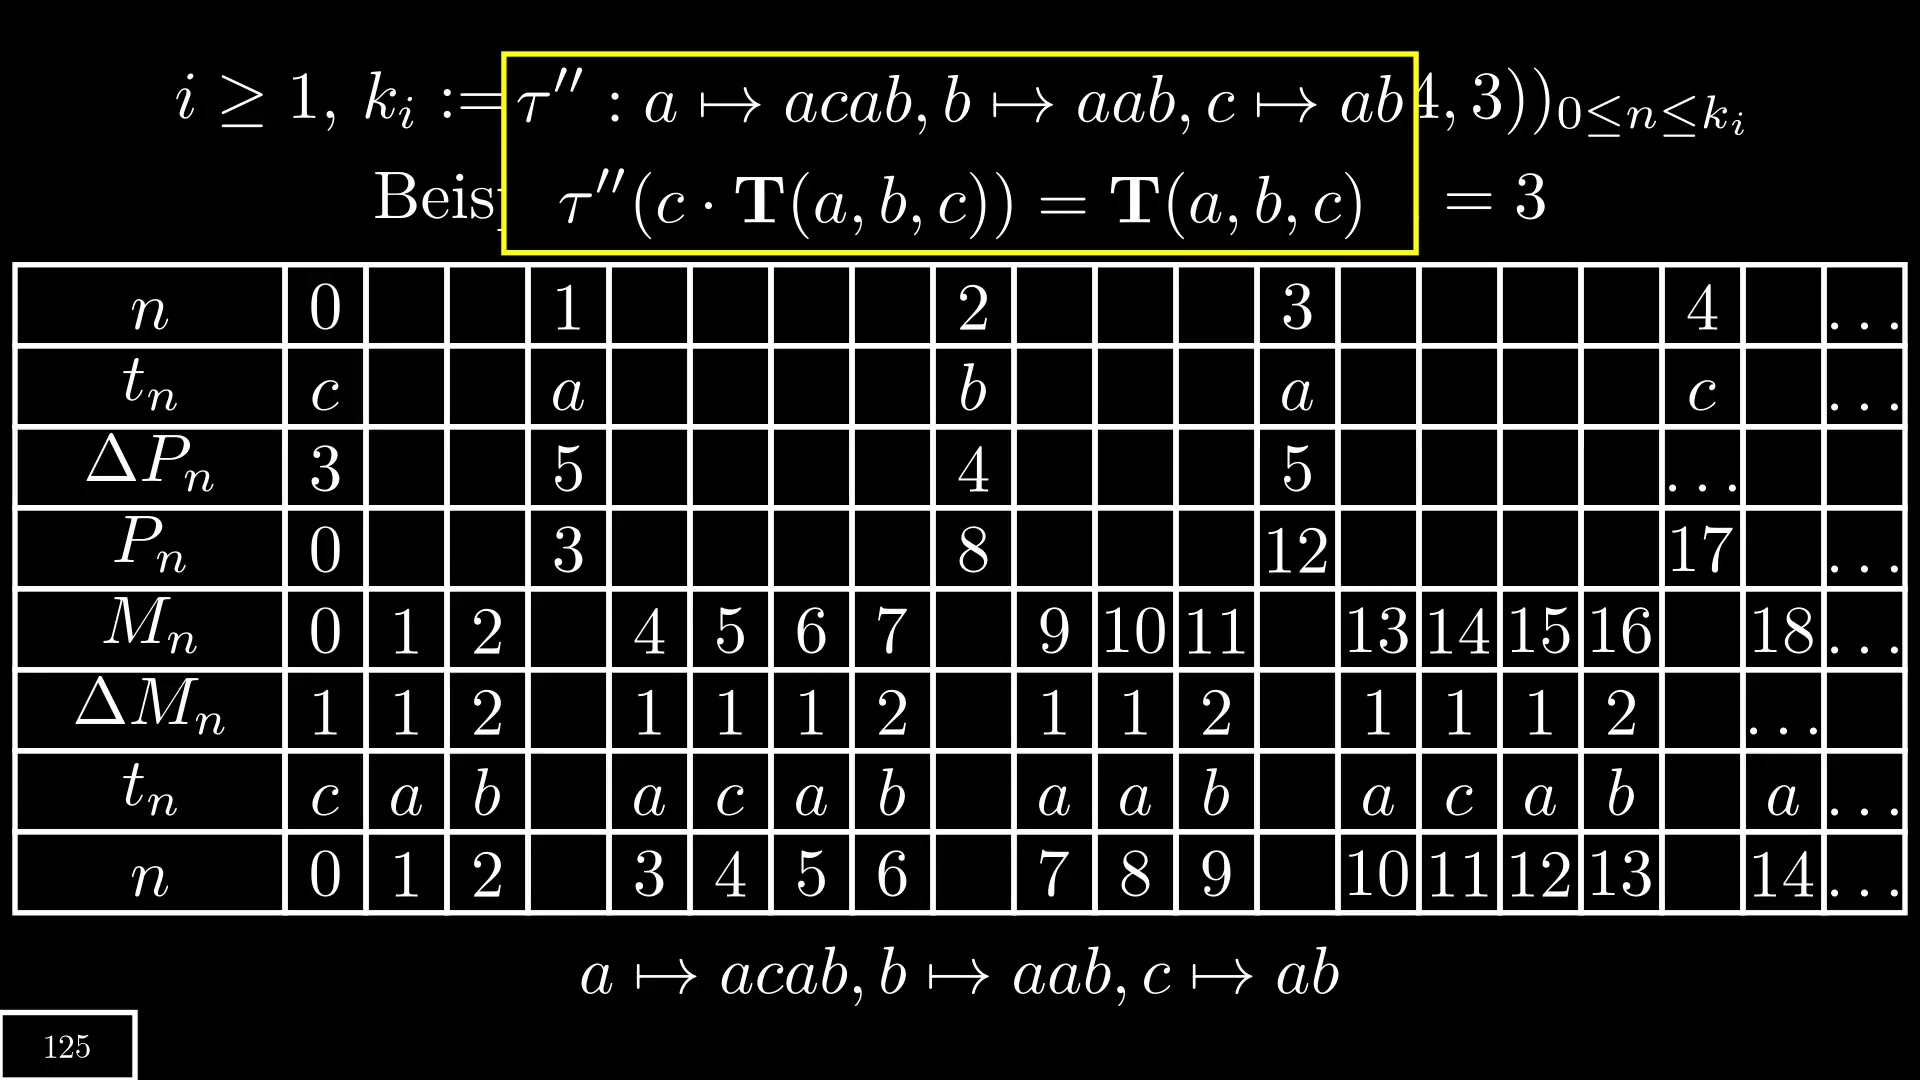 i ≥ 1, k_i := τ'' : a ↦ acab, b ↦ aab, c ↦ ab 4, 3))_{0≤n≤k_i}
τ''(c · T(a, b, c)) = T(a, b, c) = 3
n 0 1 2 3 4 ...
t_n c a b a c ...
ΔP_n 3 5 4 5 ...
P_n 0 3 8 12 17 ...
M_n 0 1 2 4 5 6 7 9 10 11 13 14 15 16 18 ...
ΔM_n 1 1 2 1 1 1 2 1 1 2 1 1 1 2 ...
t_n c a b a c a b a a b a c a b a ...
n 0 1 2 3 4 5 6 7 8 9 10 11 12 13 14 ...
a ↦ acab, b ↦ aab, c ↦ ab
125